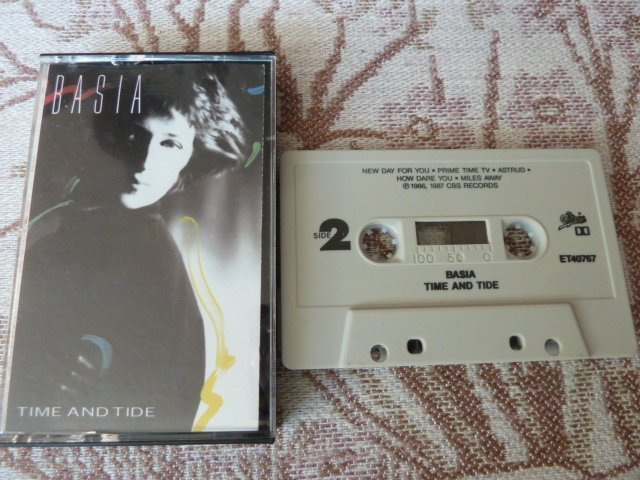 BASIA
TIME AND TIDE
NEW DAY FOR YOU • PRIME TIME TV • ASTRUD •
HOW DARE YOU • MILES AWAY
℗ 1986, 1987 CBS RECORDS
SIDE 2
100 50 0
Epic
ET40767
BASIA
TIME AND TIDE